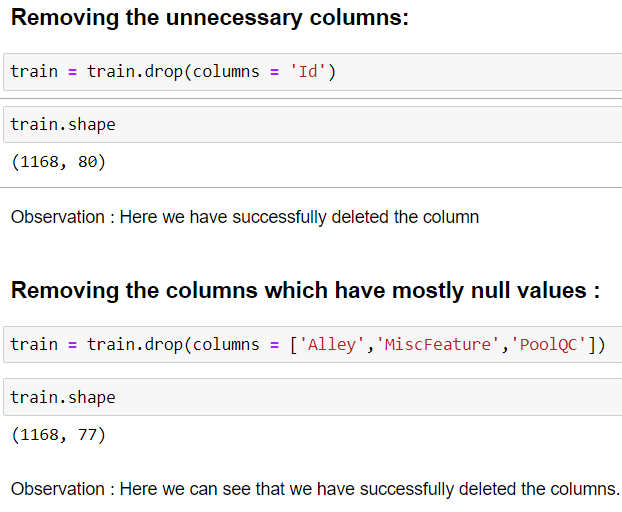 Removing the unnecessary columns:
train = train.drop(columns = 'Id')
train.shape
(1168, 80)
Observation : Here we have successfully deleted the column
Removing the columns which have mostly null values :
train = train.drop(columns = ['Alley','MiscFeature','PoolQC'])
train.shape
(1168, 77)
Observation : Here we can see that we have successfully deleted the columns.